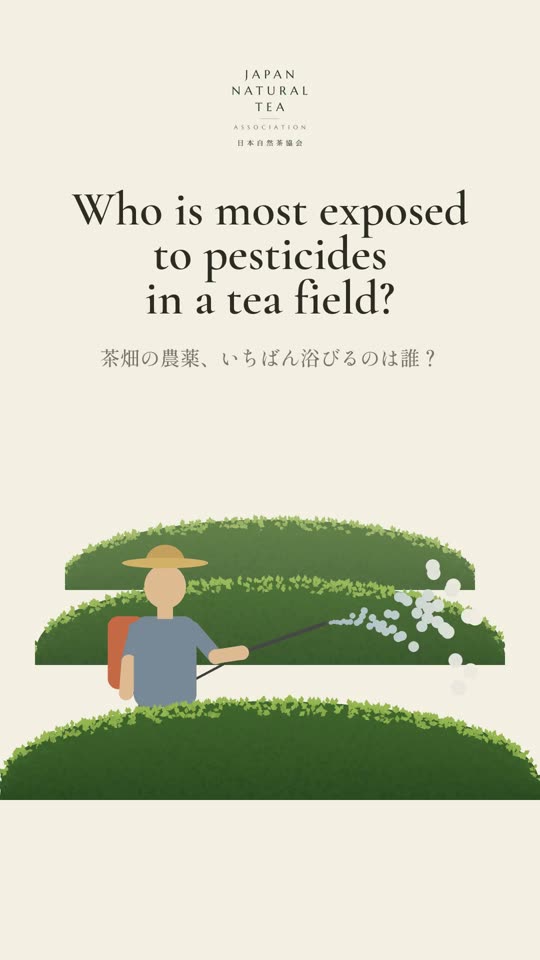 JAPAN
NATURAL
TEA
ASSOCIATION
日本自然茶協会
Who is most exposed
to pesticides
in a tea field?
茶畑の農薬、いちばん浴びるのは誰？